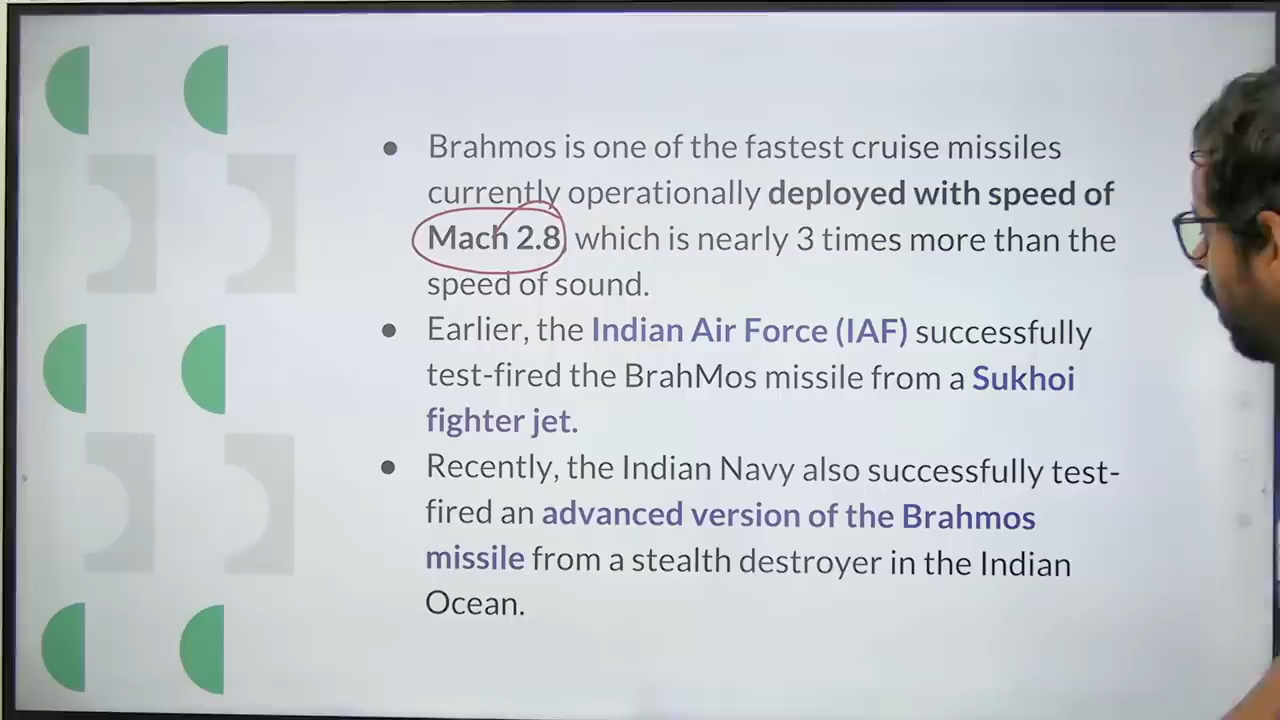 ● Brahmos is one of the fastest cruise missiles
currently operationally deployed with speed of
Mach 2.8, which is nearly 3 times more than the
speed of sound.
● Earlier, the Indian Air Force (IAF) successfully
test-fired the BrahMos missile from a Sukhoi
fighter jet.
● Recently, the Indian Navy also successfully test-
fired an advanced version of the Brahmos
missile from a stealth destroyer in the Indian
Ocean.